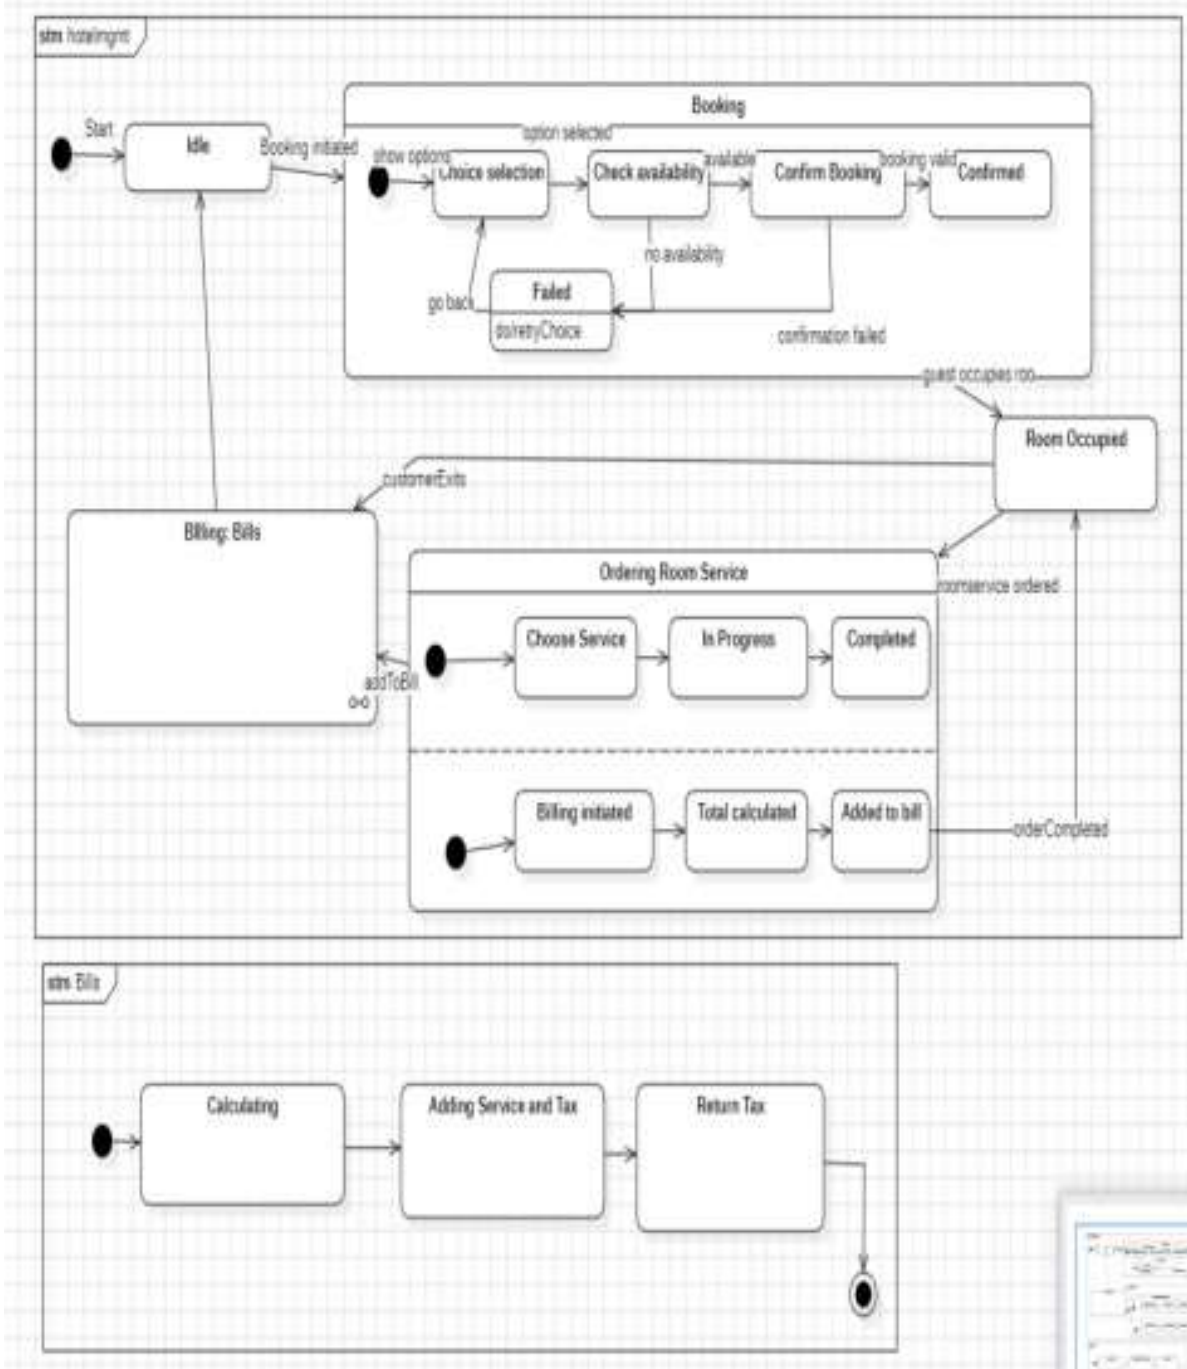 stm hotelmgmt
Start
Idle
Booking initiated
Booking
show options
Choice selection
option selected
Check availability
available
Confirm Booking
booking valid
Confirmed
no availability
go back
Failed
do/retryChoice
confirmation failed
guest occupies roo
Room Occupied
customerExits
Billing: Bills
Ordering Room Service
roomservice ordered
Choose Service
In Progress
Completed
addToBill
Billing initiated
Total calculated
Added to bill
orderCompleted
stm Bills
Calculating
Adding Service and Tax
Return Tax